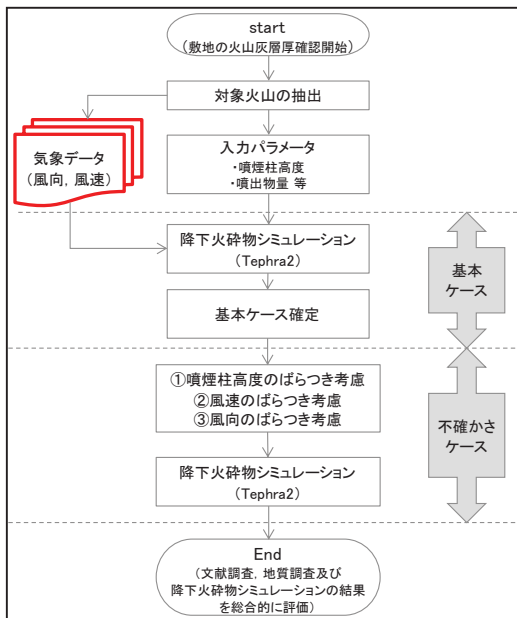 start
(敷地の火山灰層厚確認開始)
対象火山の抽出
気象データ
(風向, 風速)
入力パラメータ
・噴煙柱高度
・噴出物量 等
降下火砕物シミュレーション
(Tephra2)
基本
ケース
基本ケース確定
①噴煙柱高度のばらつき考慮
②風速のばらつき考慮
③風向のばらつき考慮
不確かさ
ケース
降下火砕物シミュレーション
(Tephra2)
End
(文献調査, 地質調査及び
降下火砕物シミュレーションの結果
を総合的に評価)